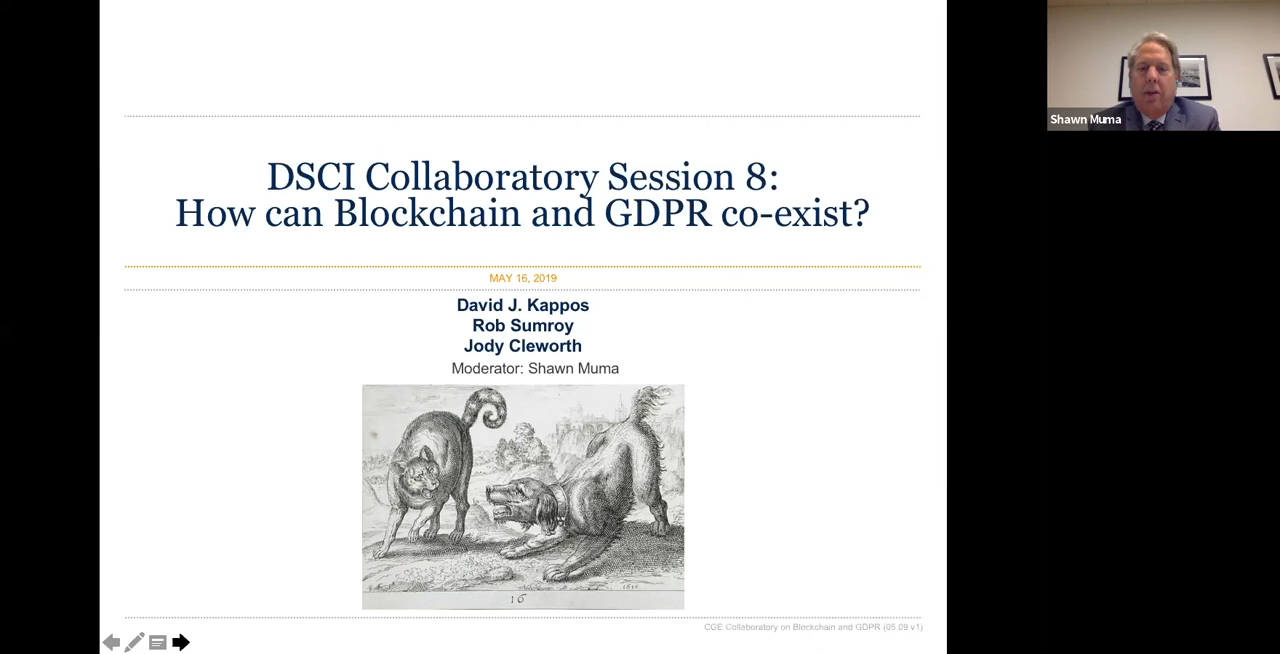 DSCI Collaboratory Session 8:
How can Blockchain and GDPR co-exist?
MAY 16, 2019
David J. Kappos
Rob Sumroy
Jody Cleworth
Moderator: Shawn Muma
16
CGE Collaboratory on Blockchain and GDPR (05.09 v1)
Shawn Muma